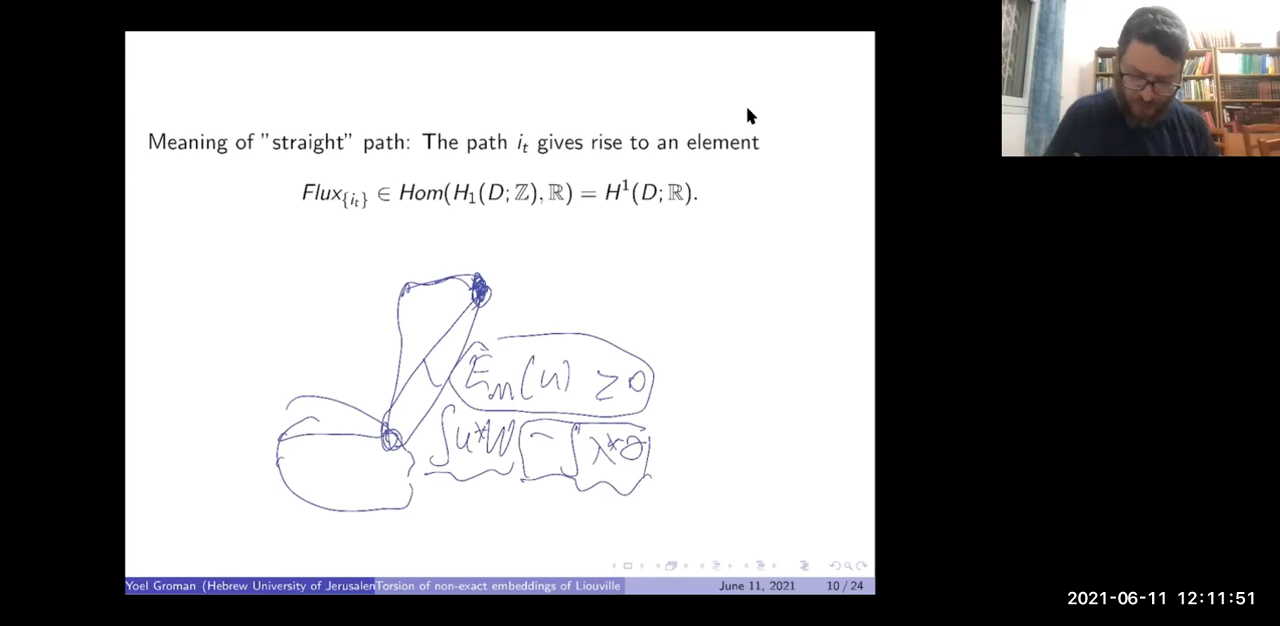 Meaning of "straight" path: The path i_t gives rise to an element
Flux_{i_t} ∈ Hom(H_1(D; ℤ), ℝ) = H^1(D; ℝ).
E_m(u) ≥ 0
∫u*ω - ∫λ*θ
Yoel Groman (Hebrew University of Jerusalem Torsion of non-exact embeddings of Liouville June 11, 2021 10 / 24
2021-06-11 12:11:51